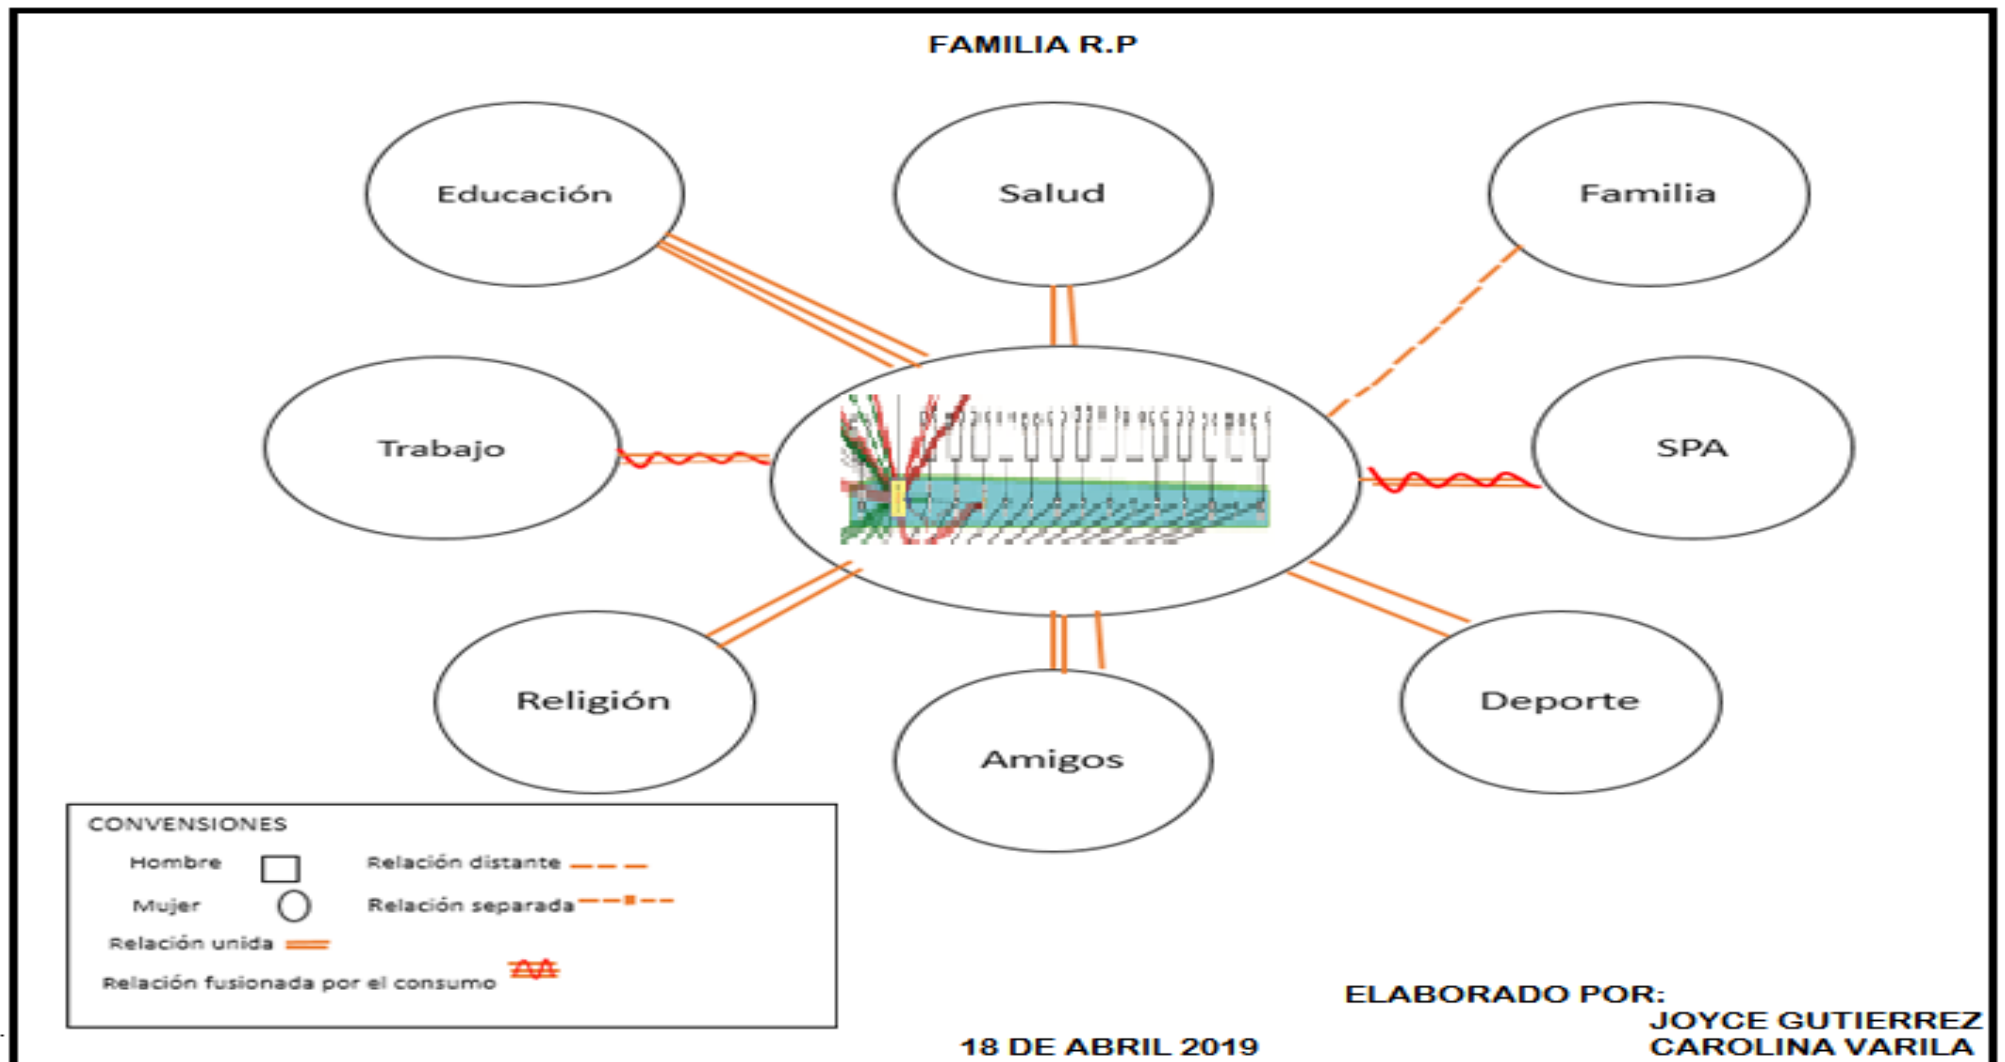 FAMILIA R.P
Educación
Salud
Familia
Trabajo
SPA
Religión
Amigos
Deporte
CONVENSIONES
Hombre
Relación distante
Mujer
Relación separada
Relación unida
Relación fusionada por el consumo
ELABORADO POR:
JOYCE GUTIERREZ
18 DE ABRIL 2019
CAROLINA VARILA